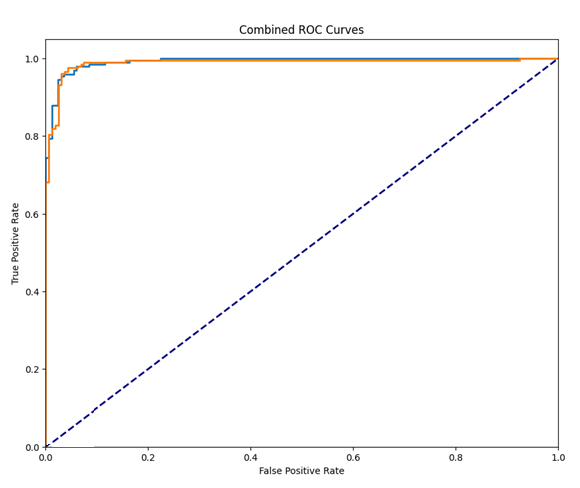 Combined ROC Curves
1.0
0.8
0.6
0.4
0.2
0.0
True Positive Rate
0.0 0.2 0.4 0.6 0.8 1.0
False Positive Rate